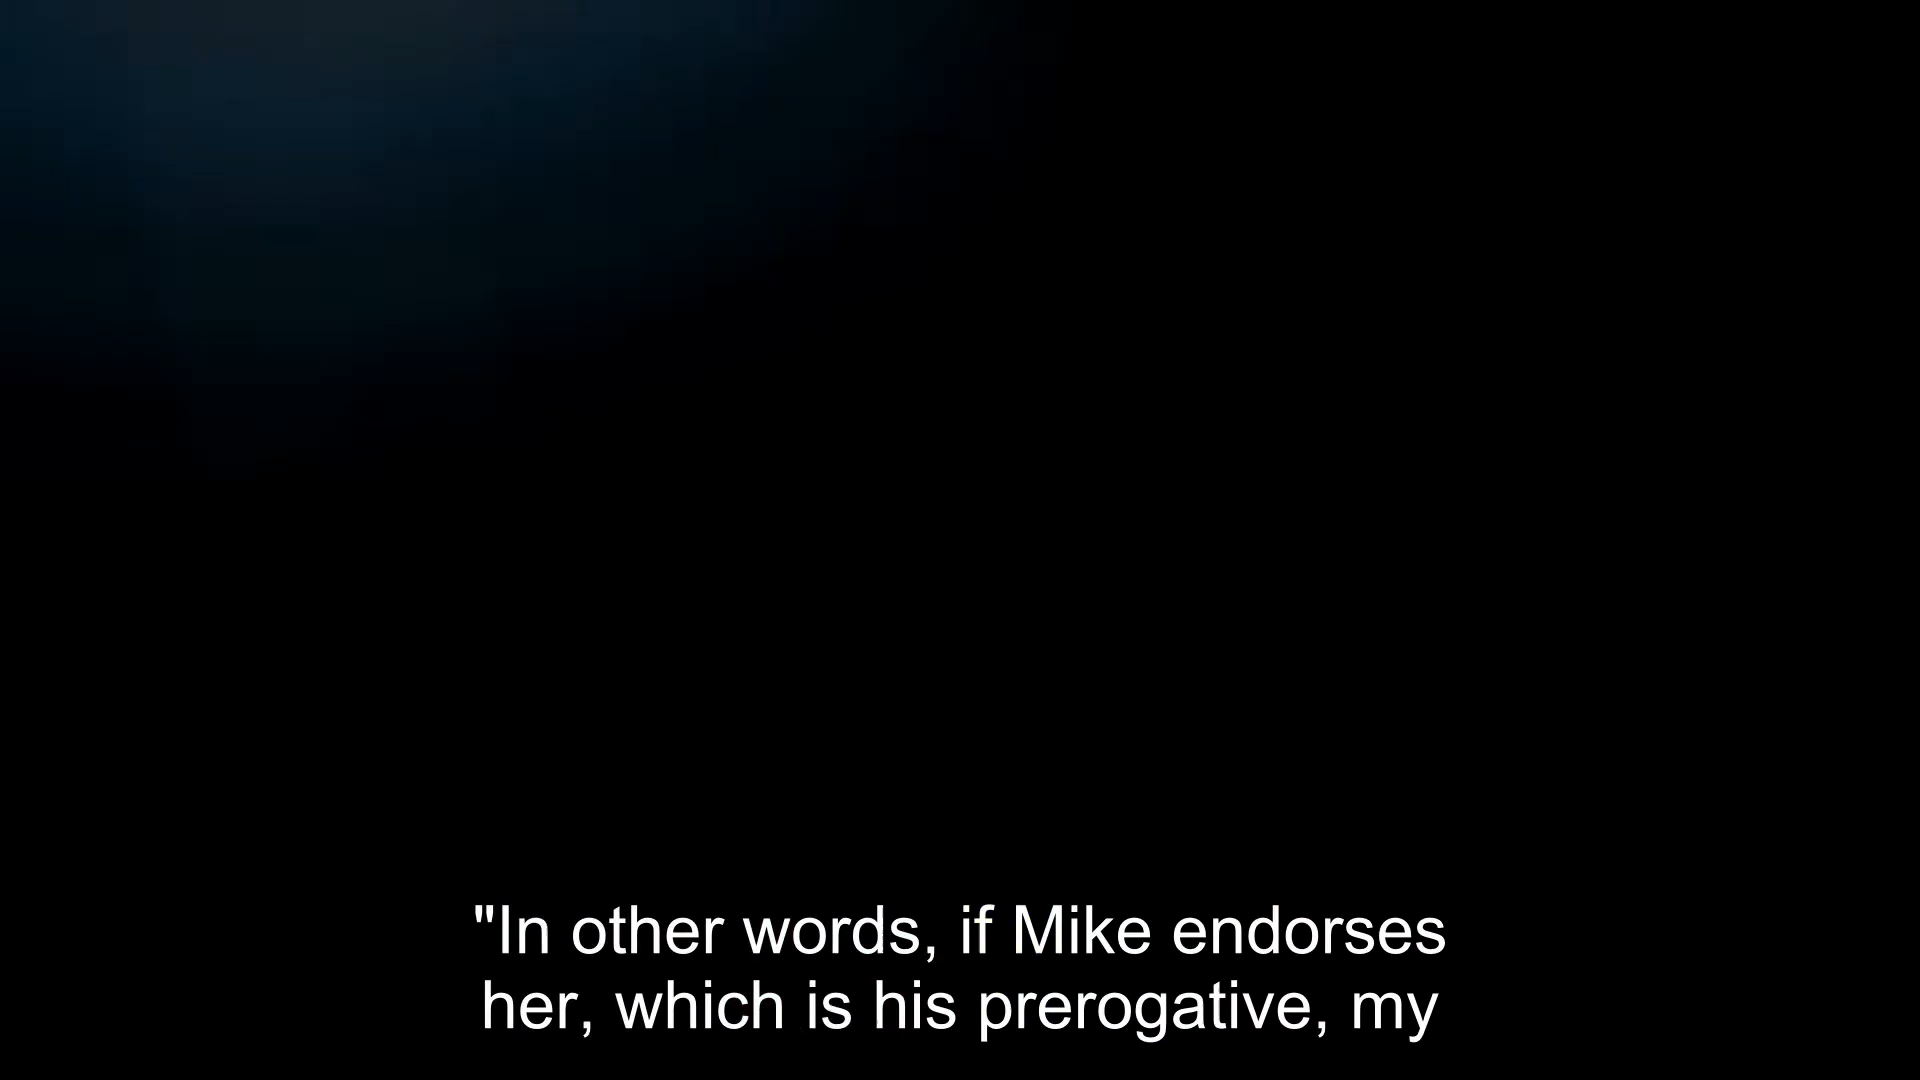 "In other words, if Mike endorses
her, which is his prerogative, my